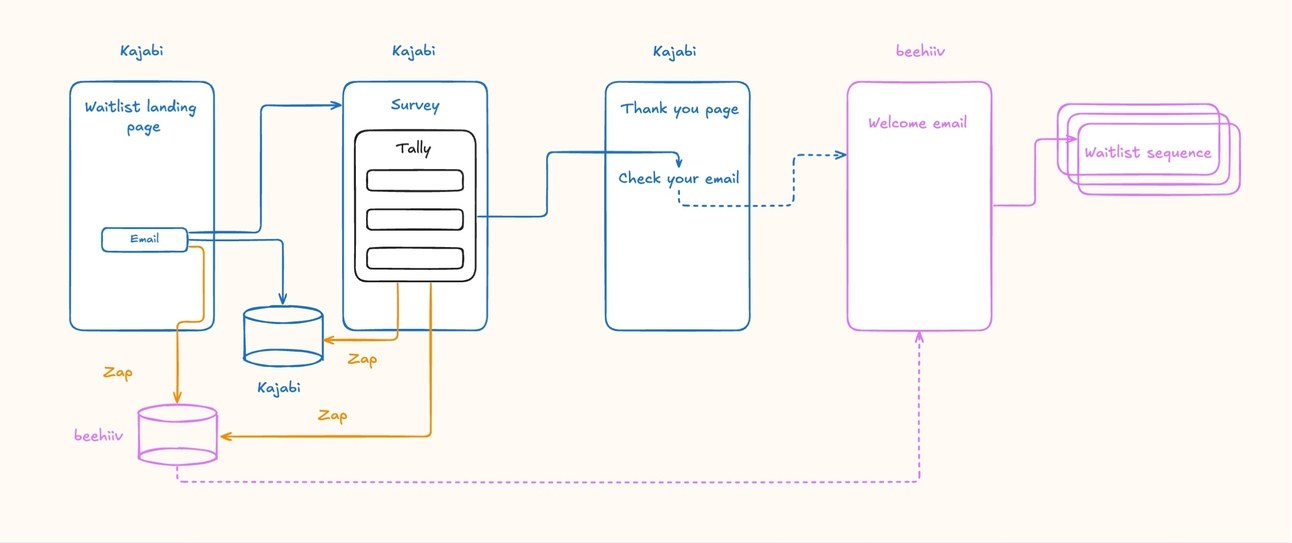 Kajabi
Kajabi
Kajabi
beehiiv
Waitlist landing
page
Email
Survey
Tally
Thank you page
Check your email
Welcome email
Waitlist sequence
Zap
Kajabi
Zap
Zap
beehiiv